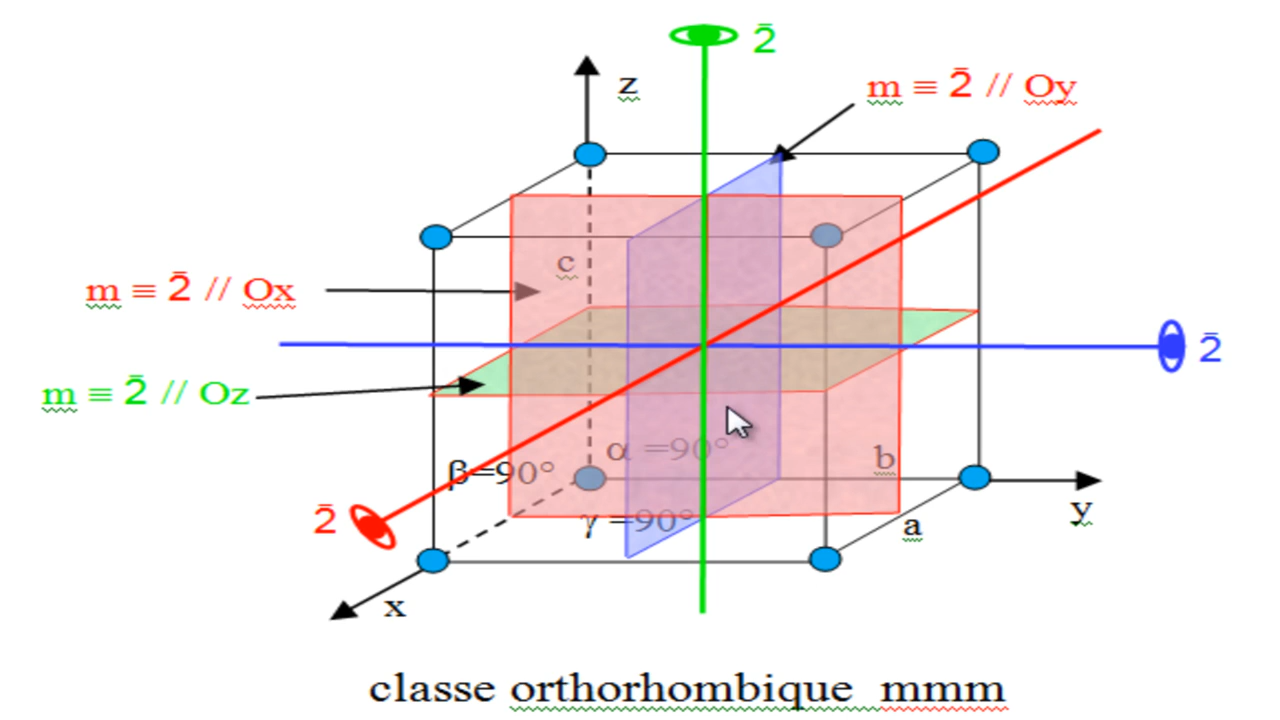 2̄
z
m ≡ 2̄ // Oy
c
m ≡ 2̄ // Ox
2̄
m ≡ 2̄ // Oz
α =90°
b
β=90°
2̄
γ =90°
a
y
x
classe orthorhombique mmm